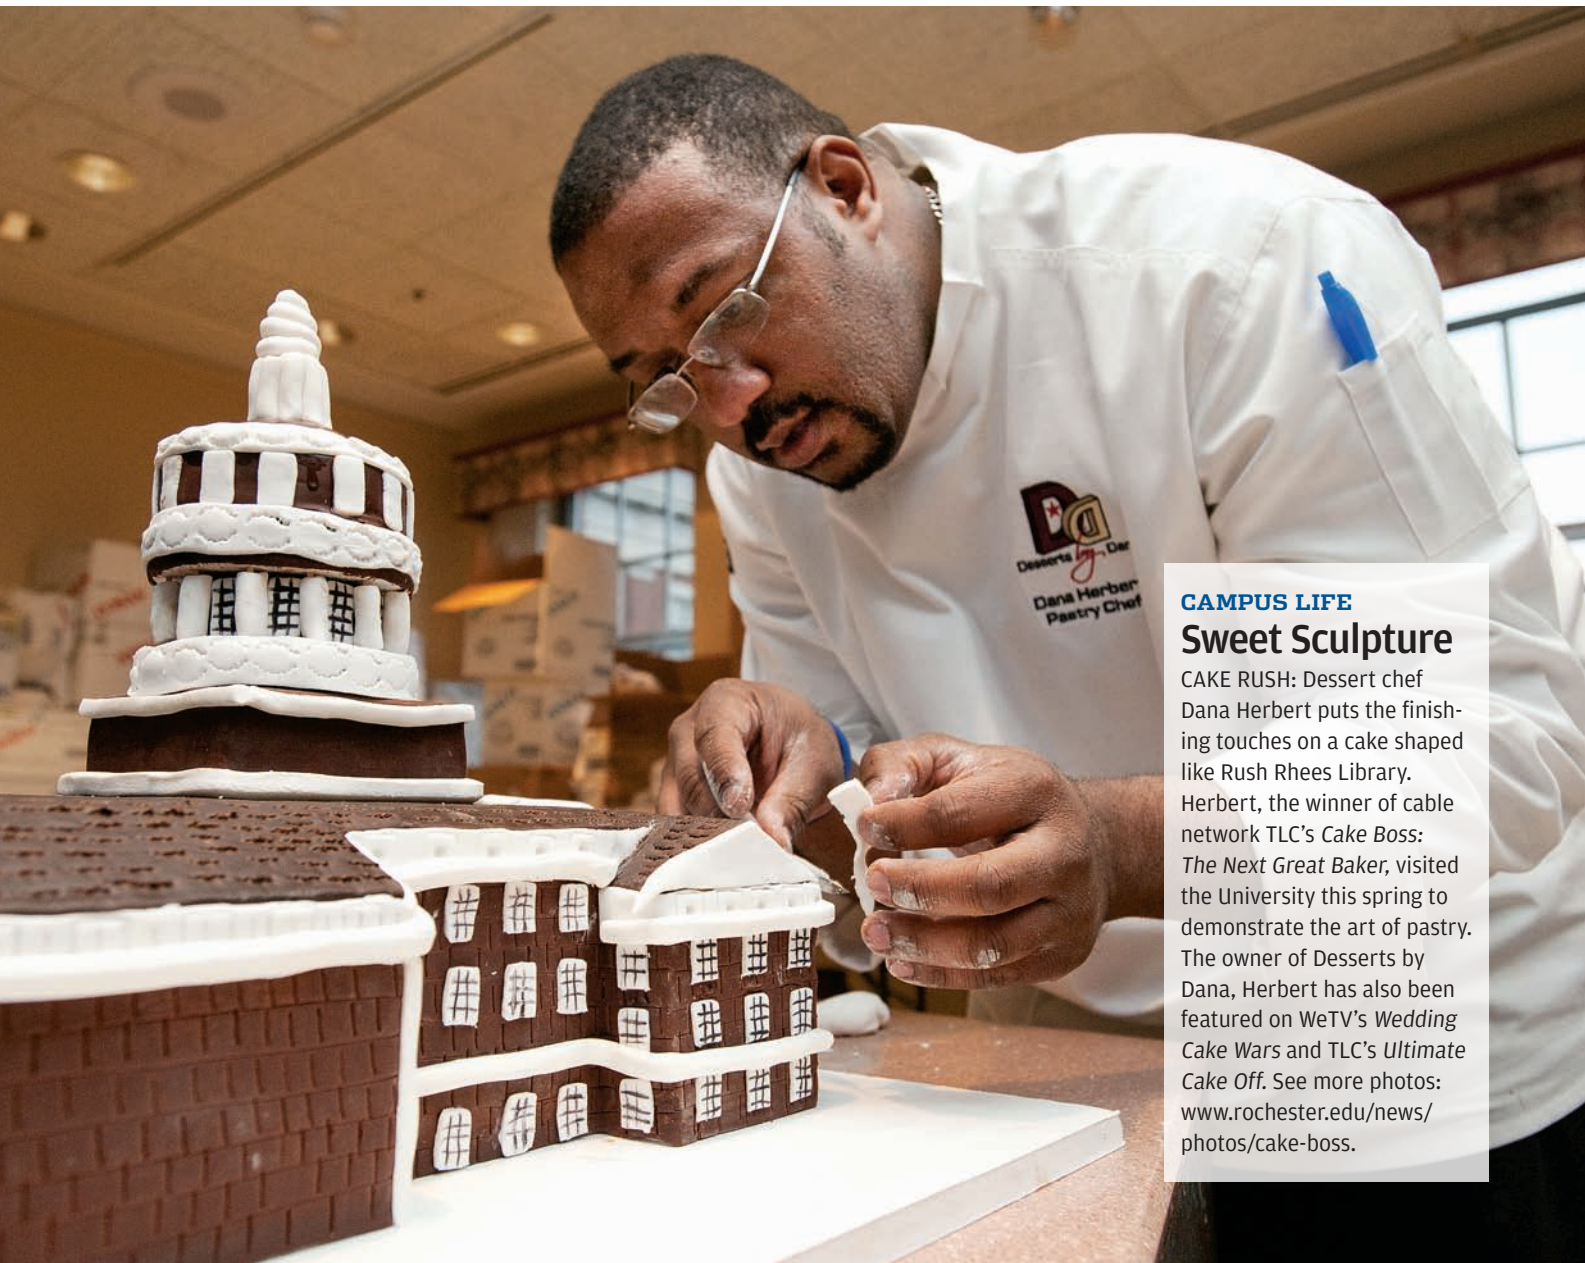 Desserts by Dan
Dana Herber
Pastry Chef
CAMPUS LIFE
Sweet Sculpture
CAKE RUSH: Dessert chef
Dana Herbert puts the finish-
ing touches on a cake shaped
like Rush Rhees Library.
Herbert, the winner of cable
network TLC’s Cake Boss:
The Next Great Baker, visited
the University this spring to
demonstrate the art of pastry.
The owner of Desserts by
Dana, Herbert has also been
featured on WeTV’s Wedding
Cake Wars and TLC’s Ultimate
Cake Off. See more photos:
www.rochester.edu/news/
photos/cake-boss.